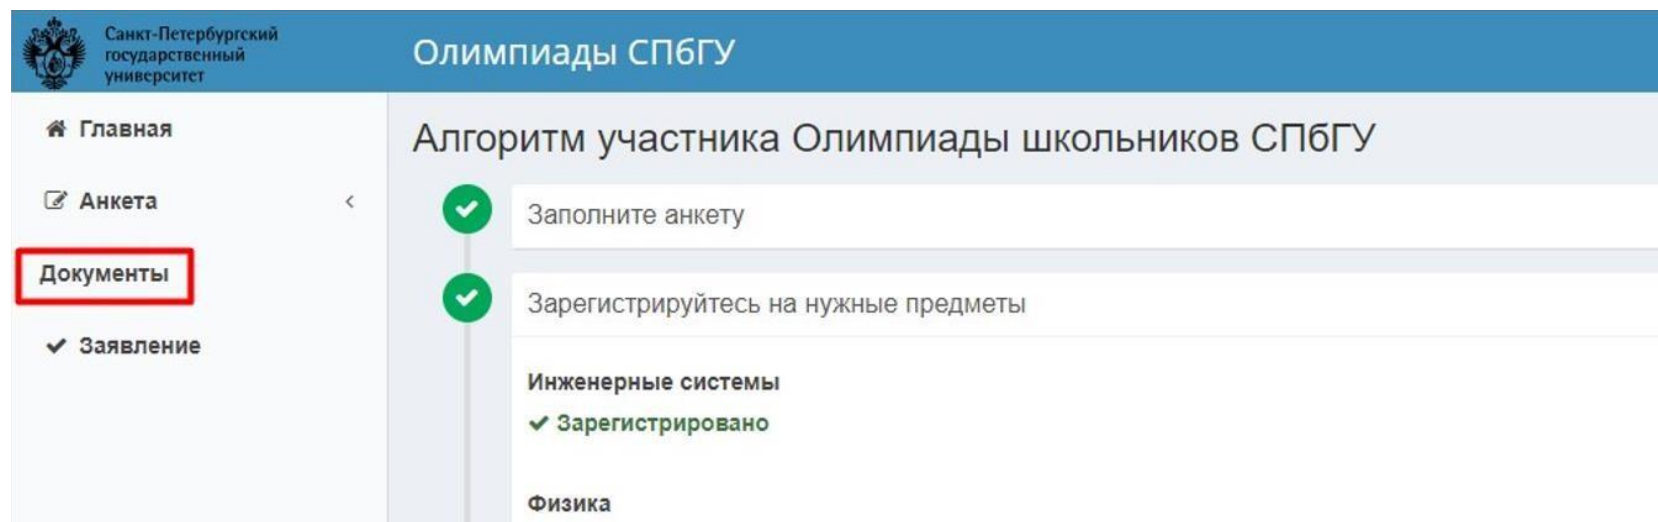 Санкт-Петербургский
государственный
университет
Олимпиады СПбГУ
Главная
Анкета
Документы
Заявление
Алгоритм участника Олимпиады школьников СПбГУ
Заполните анкету
Зарегистрируйтесь на нужные предметы
Инженерные системы
Зарегистрировано
Физика